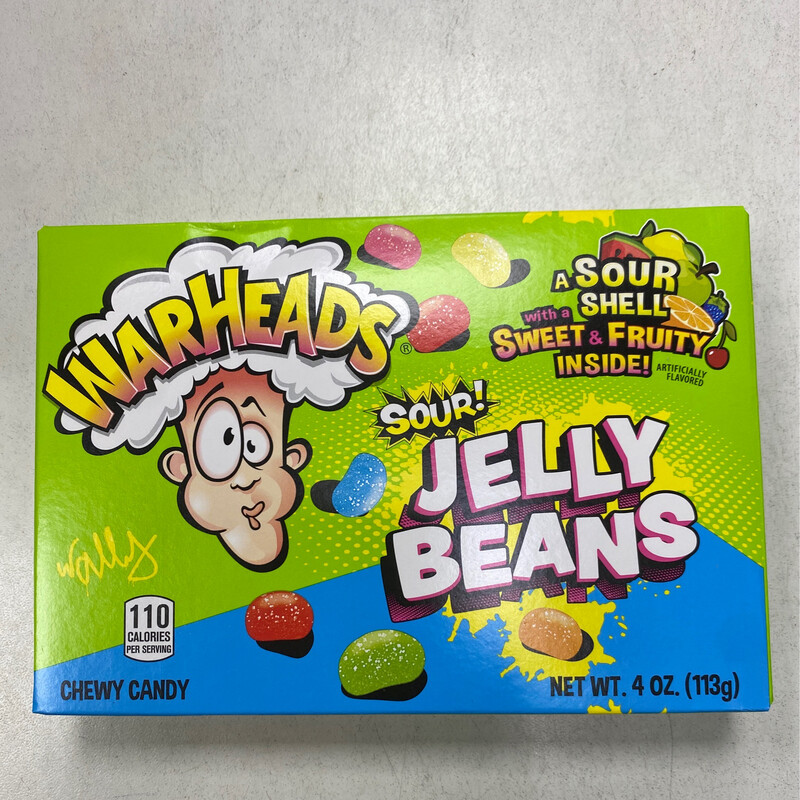 WARHEADS®
A SOUR
SHELL
with a
SWEET & FRUITY
INSIDE!
ARTIFICIALLY
FLAVORED
SOUR!
JELLY
BEANS
Wally
110
CALORIES
PER SERVING
CHEWY CANDY
NET WT. 4 OZ. (113g)